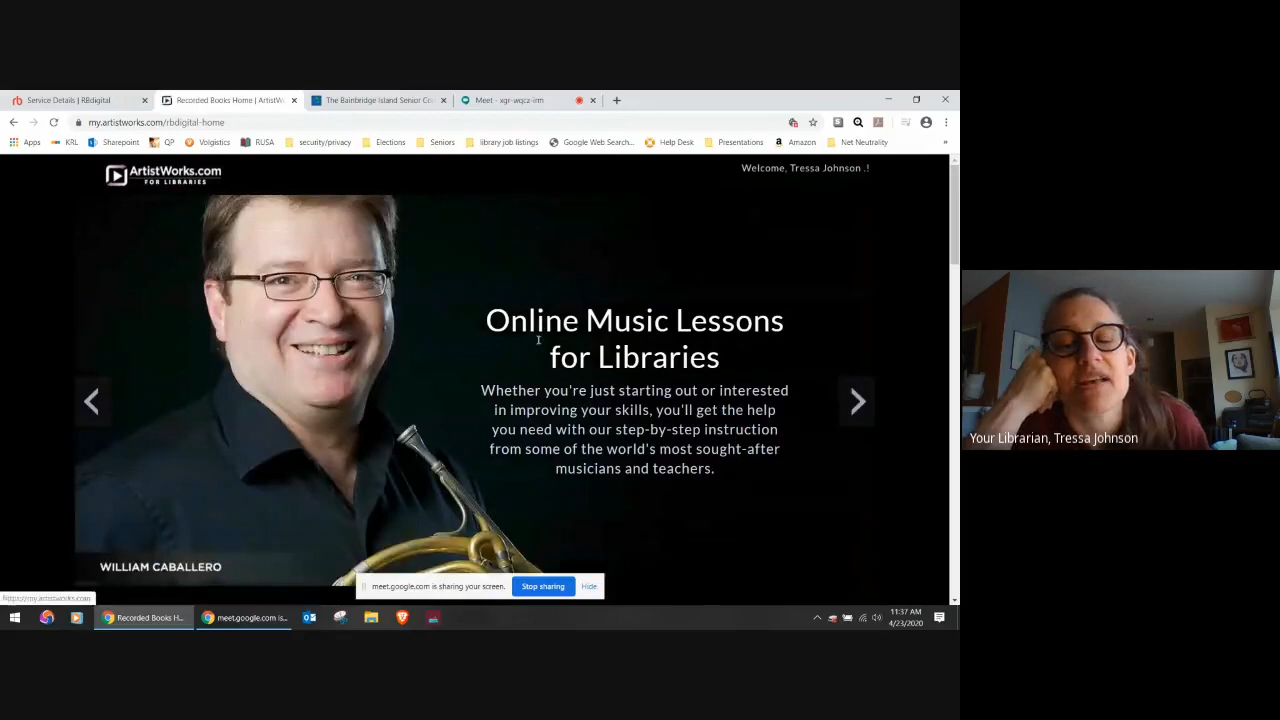 Service Details | RBdigital
Recorded Books Home | ArtistWo
The Bainbridge Island Senior Co
Meet - xgr-wqcz-irm
my.artistworks.com/rbdigital-home
Apps
KRL
Sharepoint
QP
Volgistics
RUSA
security/privacy
Elections
Seniors
library job listings
Google Web Search...
Help Desk
Presentations
Amazon
Net Neutrality
»
ArtistWorks.com
FOR LIBRARIES
Welcome, Tressa Johnson .!
Online Music Lessons
for Libraries
Whether you're just starting out or interested
in improving your skills, you'll get the help
you need with our step-by-step instruction
from some of the world's most sought-after
musicians and teachers.
WILLIAM CABALLERO
meet.google.com is sharing your screen.
Stop sharing
Hide
https://my.artistworks.com
Recorded Books H...
meet.google.com is...
11:37 AM
4/23/2020
Your Librarian, Tressa Johnson